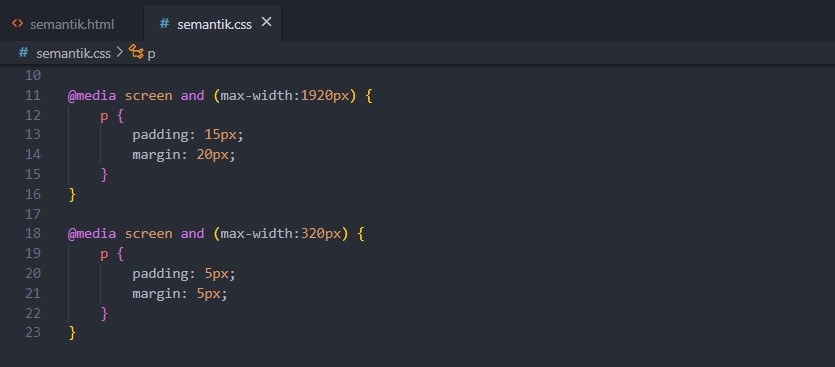 semantik.html
semantik.css
semantik.css > p
10
11 @media screen and (max-width:1920px) {
12 p {
13 padding: 15px;
14 margin: 20px;
15 }
16 }
17
18 @media screen and (max-width:320px) {
19 p {
20 padding: 5px;
21 margin: 5px;
22 }
23 }